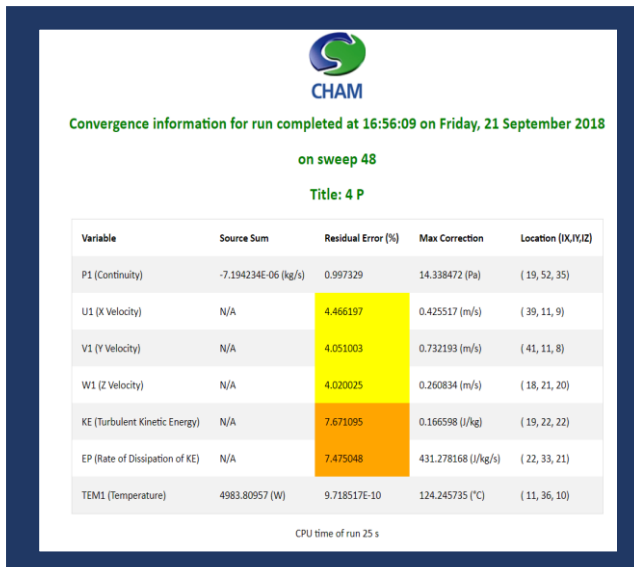 CHAM
Convergence information for run completed at 16:56:09 on Friday, 21 September 2018
on sweep 48
Title: 4 P
Variable Source Sum Residual Error (%) Max Correction Location (IX,IY,IZ)
P1 (Continuity) -7.194234E-06 (kg/s) 0.997329 14.338472 (Pa) ( 19, 52, 35)
U1 (X Velocity) N/A 4.466197 0.425517 (m/s) ( 39, 11, 9)
V1 (Y Velocity) N/A 4.051003 0.732193 (m/s) ( 41, 11, 8)
W1 (Z Velocity) N/A 4.020025 0.260834 (m/s) ( 18, 21, 20)
KE (Turbulent Kinetic Energy) N/A 7.671095 0.166598 (J/kg) ( 19, 22, 22)
EP (Rate of Dissipation of KE) N/A 7.475048 431.278168 (J/kg/s) ( 22, 33, 21)
TEM1 (Temperature) 4983.80957 (W) 9.718517E-10 124.245735 (°C) ( 11, 36, 10)
CPU time of run 25 s